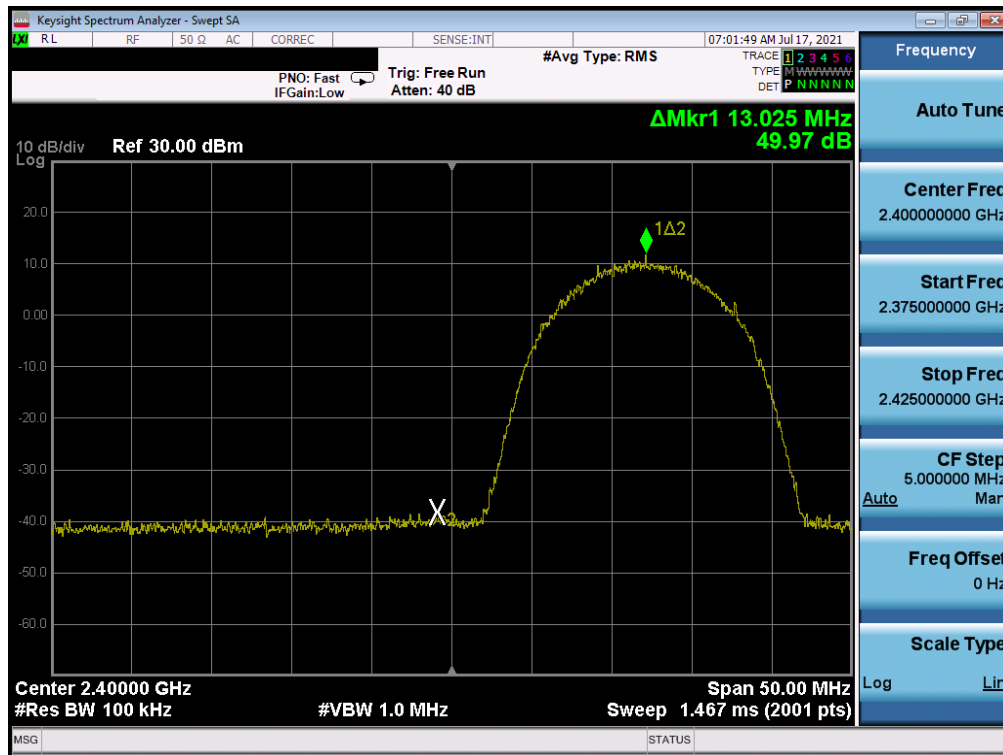 Keysight Spectrum Analyzer - Swept SA
LXI RL RF 50 Ω AC CORREC SENSE:INT 07:01:49 AM Jul 17, 2021
#Avg Type: RMS TRACE 1 2 3 4 5 6
PNO: Fast Trig: Free Run TYPE M WWWWW
IFGain:Low Atten: 40 dB DET P N N N N N
ΔMkr1 13.025 MHz
49.97 dB
10 dB/div Ref 30.00 dBm
Log
20.0
1Δ2
10.0
0.00
-10.0
-20.0
-30.0
-40.0
X
-50.0
-60.0
Center 2.40000 GHz Span 50.00 MHz
#Res BW 100 kHz #VBW 1.0 MHz Sweep 1.467 ms (2001 pts)
MSG STATUS
Frequency
Auto Tune
Center Freq
2.400000000 GHz
Start Freq
2.375000000 GHz
Stop Freq
2.425000000 GHz
CF Step
5.000000 MHz
Auto Man
Freq Offset
0 Hz
Scale Type
Log Lin